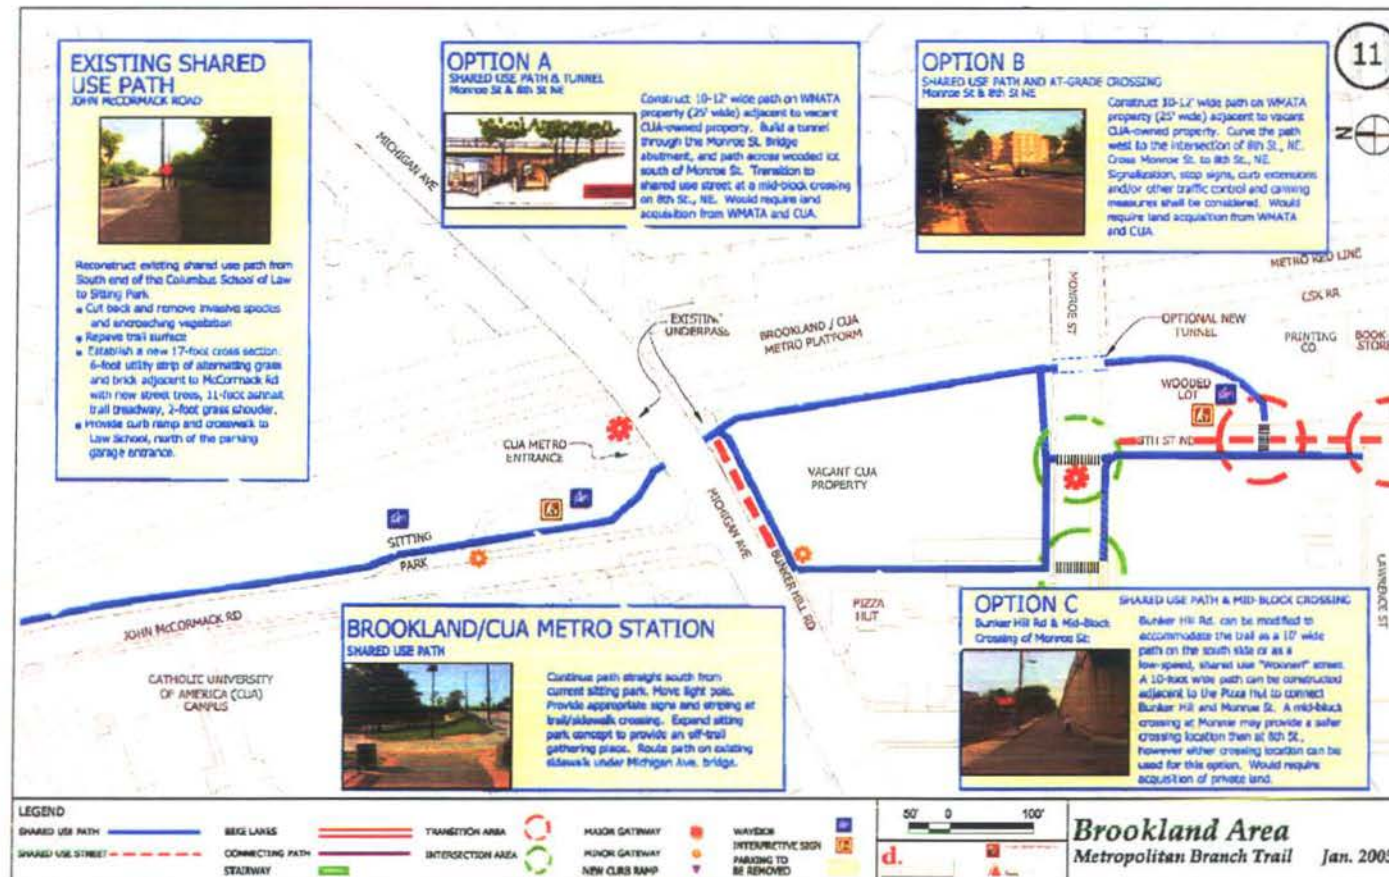 11
N
EXISTING SHARED
USE PATH
JOHN McCORMACK ROAD
Reconstruct existing shared use path from
South end of the Columbus School of Law
to Sitting Park
Cut back and remove invasive species
and encroaching vegetation
Repave trail surface
Establish a new 17-foot cross section:
6-foot utility strip of alternating grass
and brick adjacent to McCormack Rd
with new street trees, 11-foot asphalt
trail treadway, 2-foot grass shoulder.
Provide curb ramp and crosswalk to
Law School, north of the parking
garage entrance.
OPTION A
SHARED USE PATH & TUNNEL
Monroe St & 8th St NE
Construct 10-12' wide path on WMATA
property (25' wide) adjacent to vacant
CUA-owned property. Build a tunnel
through the Monroe St. Bridge
abutment, and path across wooded lot
south of Monroe St. Transition to
shared use street at a mid-block crossing
on 8th St., NE. Would require land
acquisition from WMATA and CUA.
OPTION B
SHARED USE PATH AND AT-GRADE CROSSING
Monroe St & 8th St NE
Construct 10-12' wide path on WMATA
property (25' wide) adjacent to vacant
CUA-owned property. Curve the path
west to the intersection of 8th St., NE.
Cross Monroe St. to 8th St., NE.
Signalization, stop signs, curb extensions
and/or other traffic control and calming
measures shall be considered. Would
require land acquisition from WMATA
and CUA
MICHIGAN AVE
EXISTING
UNDERPASS
BROOKLAND / CUA
METRO PLATFORM
MONROE ST
METRO RED LINE
CSX RR
OPTIONAL NEW
TUNNEL
PRINTING
CO
BOOK
STORE
WOODED
LOT
8TH ST NE
CUA METRO
ENTRANCE
VACANT CUA
PROPERTY
SITTING
PARK
MICHIGAN AVE
BUNKER HILL RD
PIZZA
HUT
LAWRENCE ST
JOHN McCORMACK RD
CATHOLIC UNIVERSITY
OF AMERICA (CUA)
CAMPUS
BROOKLAND/CUA METRO STATION
SHARED USE PATH
Continue path straight south from
current sitting park. Move light pole.
Provide appropriate signs and striping at
trail/sidewalk crossing. Expand sitting
park concept to provide an off-trail
gathering place. Route path on existing
sidewalk under Michigan Ave. bridge.
OPTION C
SHARED USE PATH & MID-BLOCK CROSSING
Bunker Hill Rd & Mid-Block
Crossing of Monroe St:
Bunker Hill Rd. can be modified to
accommodate the trail as a 10' wide
path on the south side or as a
low-speed, shared use "Woonerf" street.
A 10-foot wide path can be constructed
adjacent to the Pizza Hut to connect
Bunker Hill and Monroe St. A mid-block
crossing at Monroe may provide a safer
crossing location then at 8th St.,
however either crossing location can be
used for this option. Would require
acquisition of private land.
LEGEND
SHARED USE PATH
SHARED USE STREET
BIKE LANES
CONNECTING PATH
STAIRWAY
TRANSITION AREA
INTERSECTION AREA
MAJOR GATEWAY
MINOR GATEWAY
NEW CURB RAMP
WAYSIDE
INTERPRETIVE SIGN
PARKING TO
BE REMOVED
50' 0 100'
d.
Brookland Area
Metropolitan Branch Trail Jan. 2005